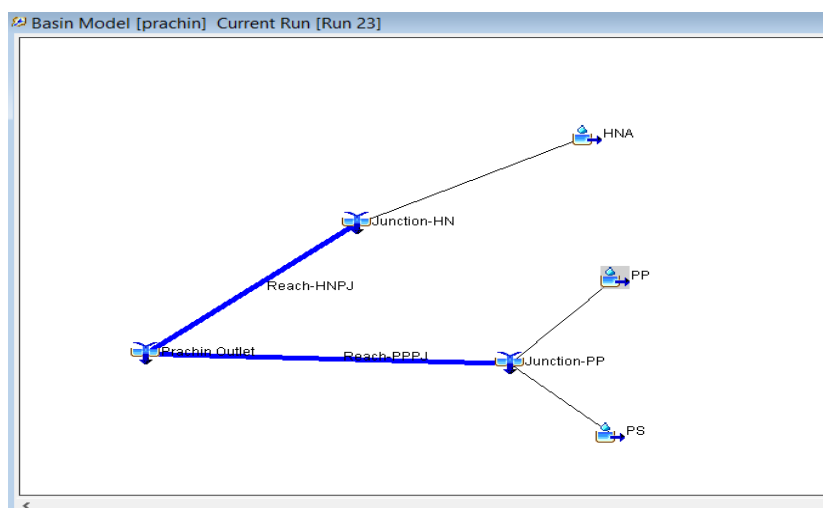 Basin Model [prachin] Current Run [Run 23]
HNA
Junction-HN
PP
Reach-HNPJ
Prachin Outlet
Reach-PPPJ
Junction-PP
PS